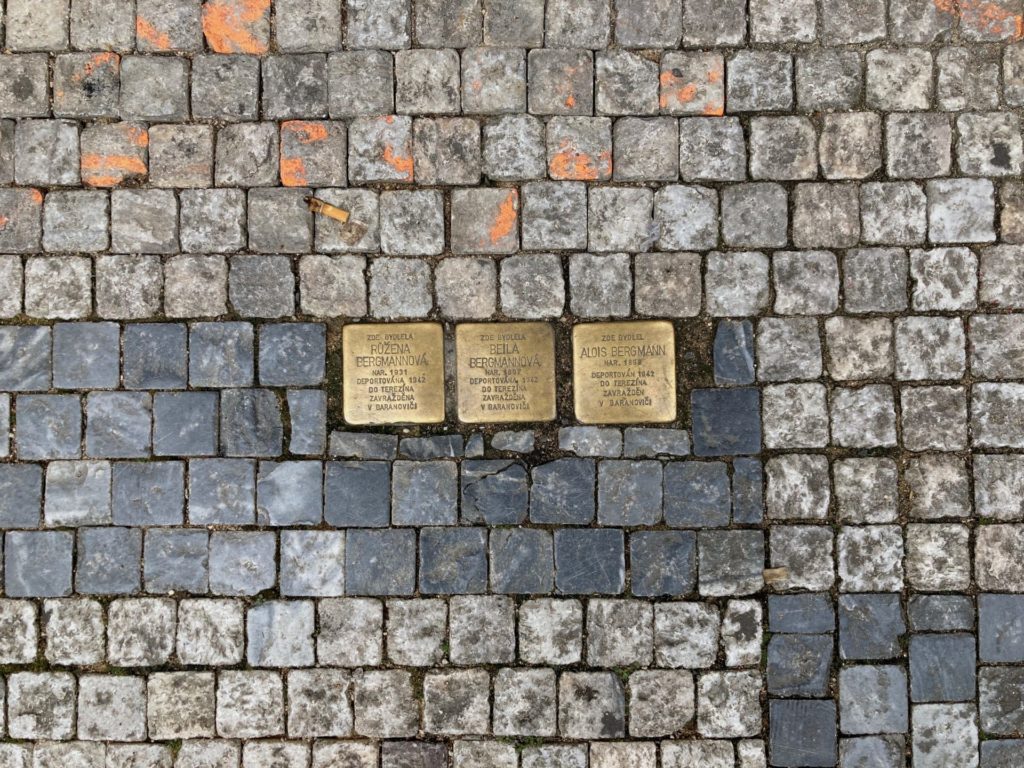 ZDE BYDLELA
RŮŽENA
BERGMANNOVÁ
NAR. 1931
DEPORTOVÁNA 1942
DO TEREZÍNA
ZAVRAŽDĚNA
V BARANOVIČI
ZDE BYDLELA
BEILA
BERGMANNOVÁ
NAR.
DEPORTOVÁNA 1942
DO TEREZÍNA
ZAVRAŽDĚNA
V BARANOVIČI
ZDE BYDLEL
ALOIS BERGMANN
NAR.
DEPORTOVÁN 1942
DO TEREZÍNA
ZAVRAŽDĚN
V BARANOVIČI